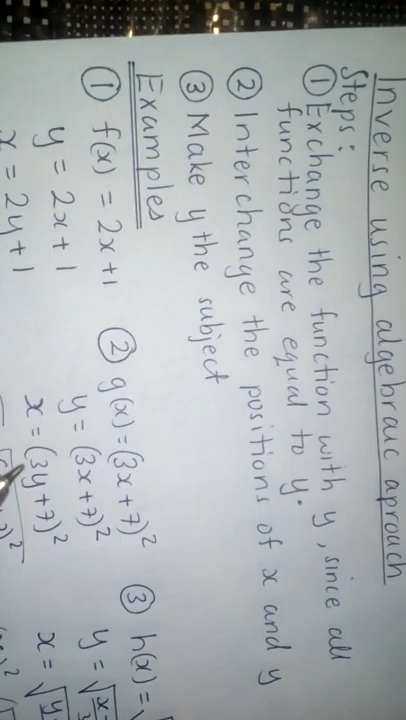 Inverse using algebraic aproach
Steps:
① Exchange the function with y, since all
functions are equal to y.
② Interchange the positions of x and y
③ Make y the subject
Examples
① f(x) = 2x+1
y = 2x+1
x = 2y+1
② g(x)=(3x+7)²
y=(3x+7)²
x=(3y+7)²
③ h(x)=√
y=√x-
x=√y-